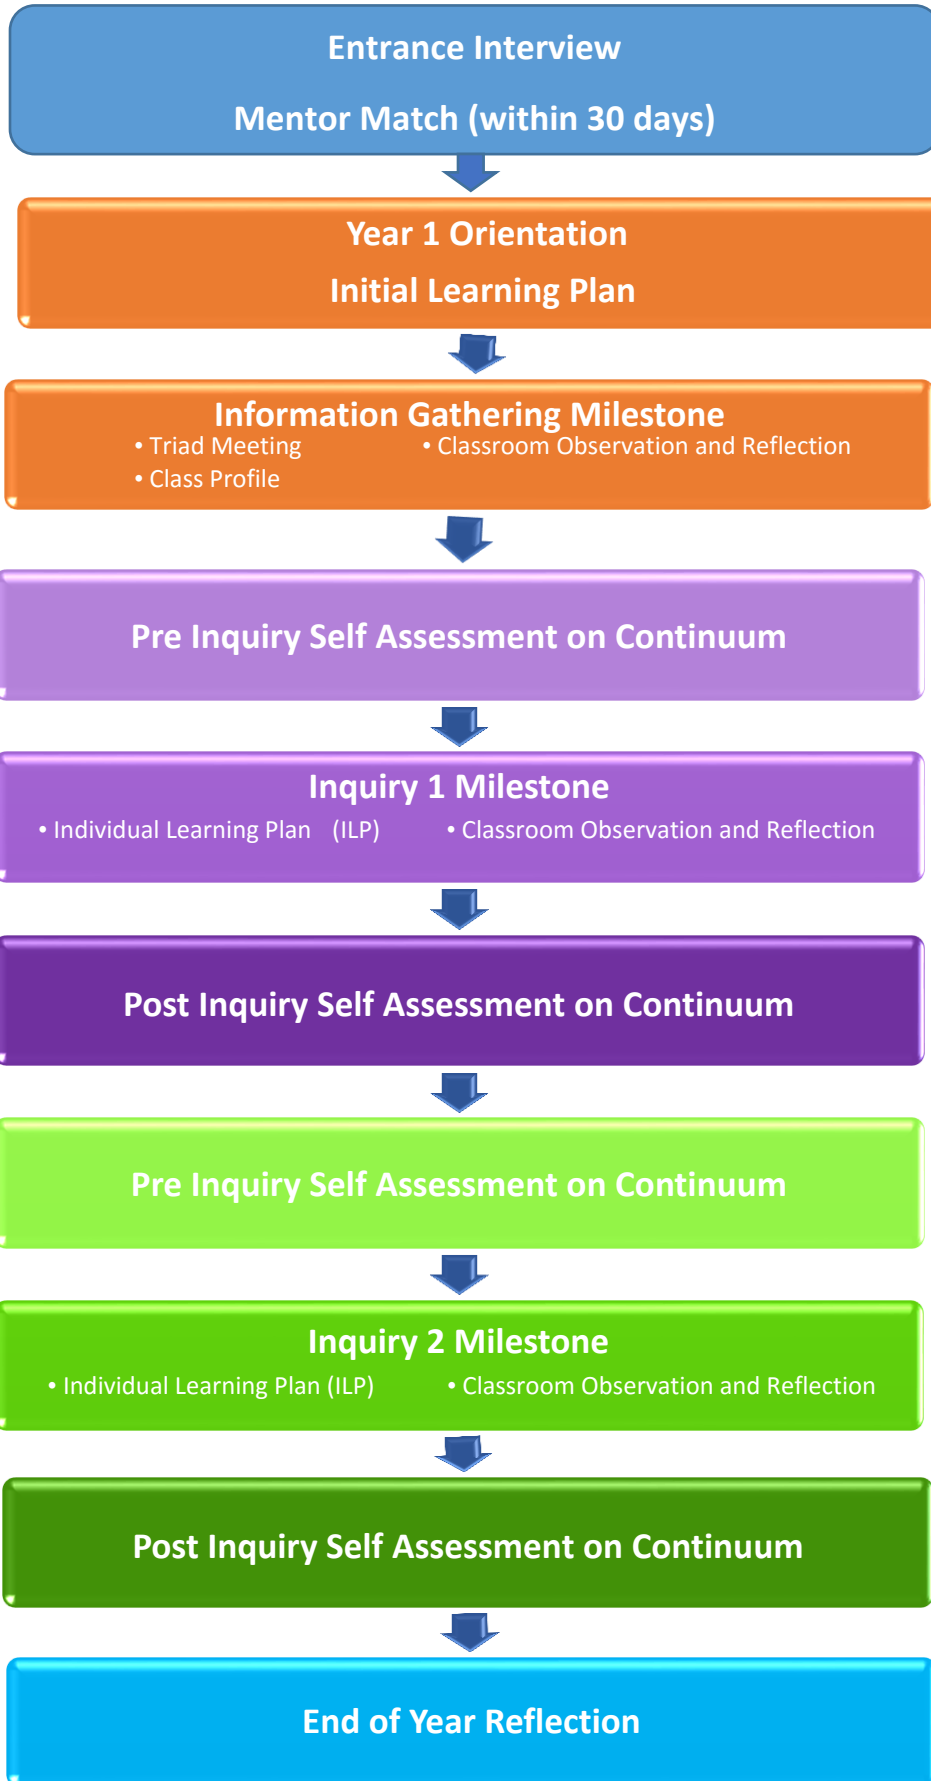 Entrance Interview
Mentor Match (within 30 days)
Year 1 Orientation
Initial Learning Plan
Information Gathering Milestone
• Triad Meeting • Classroom Observation and Reflection
• Class Profile
Pre Inquiry Self Assessment on Continuum
Inquiry 1 Milestone
• Individual Learning Plan (ILP) • Classroom Observation and Reflection
Post Inquiry Self Assessment on Continuum
Pre Inquiry Self Assessment on Continuum
Inquiry 2 Milestone
• Individual Learning Plan (ILP) • Classroom Observation and Reflection
Post Inquiry Self Assessment on Continuum
End of Year Reflection